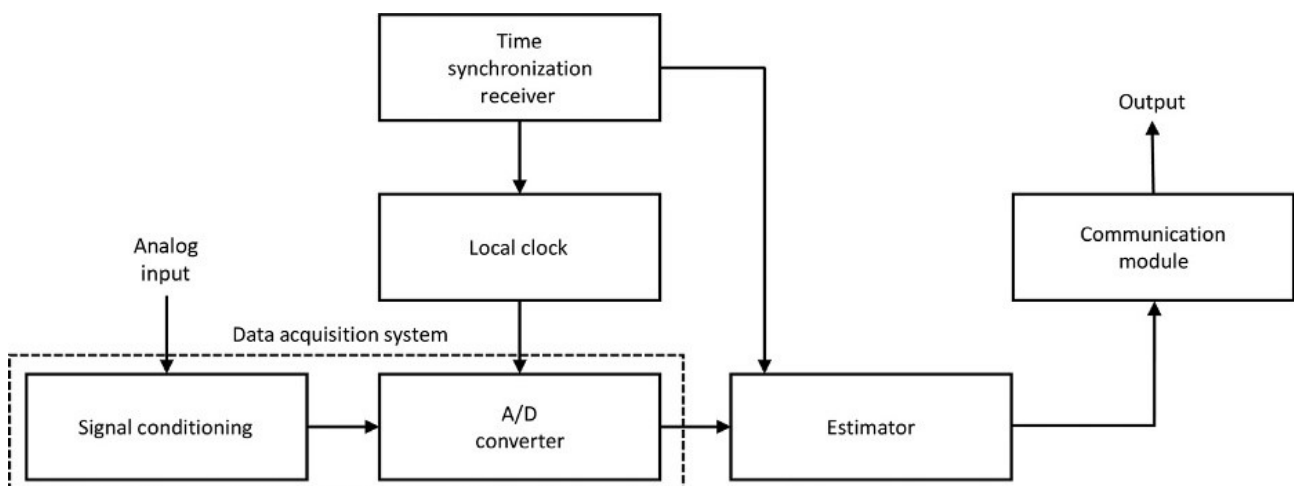 Time
synchronization
receiver
Output
Local clock
Communication
module
Analog
input
Data acquisition system
Signal conditioning
A/D
converter
Estimator